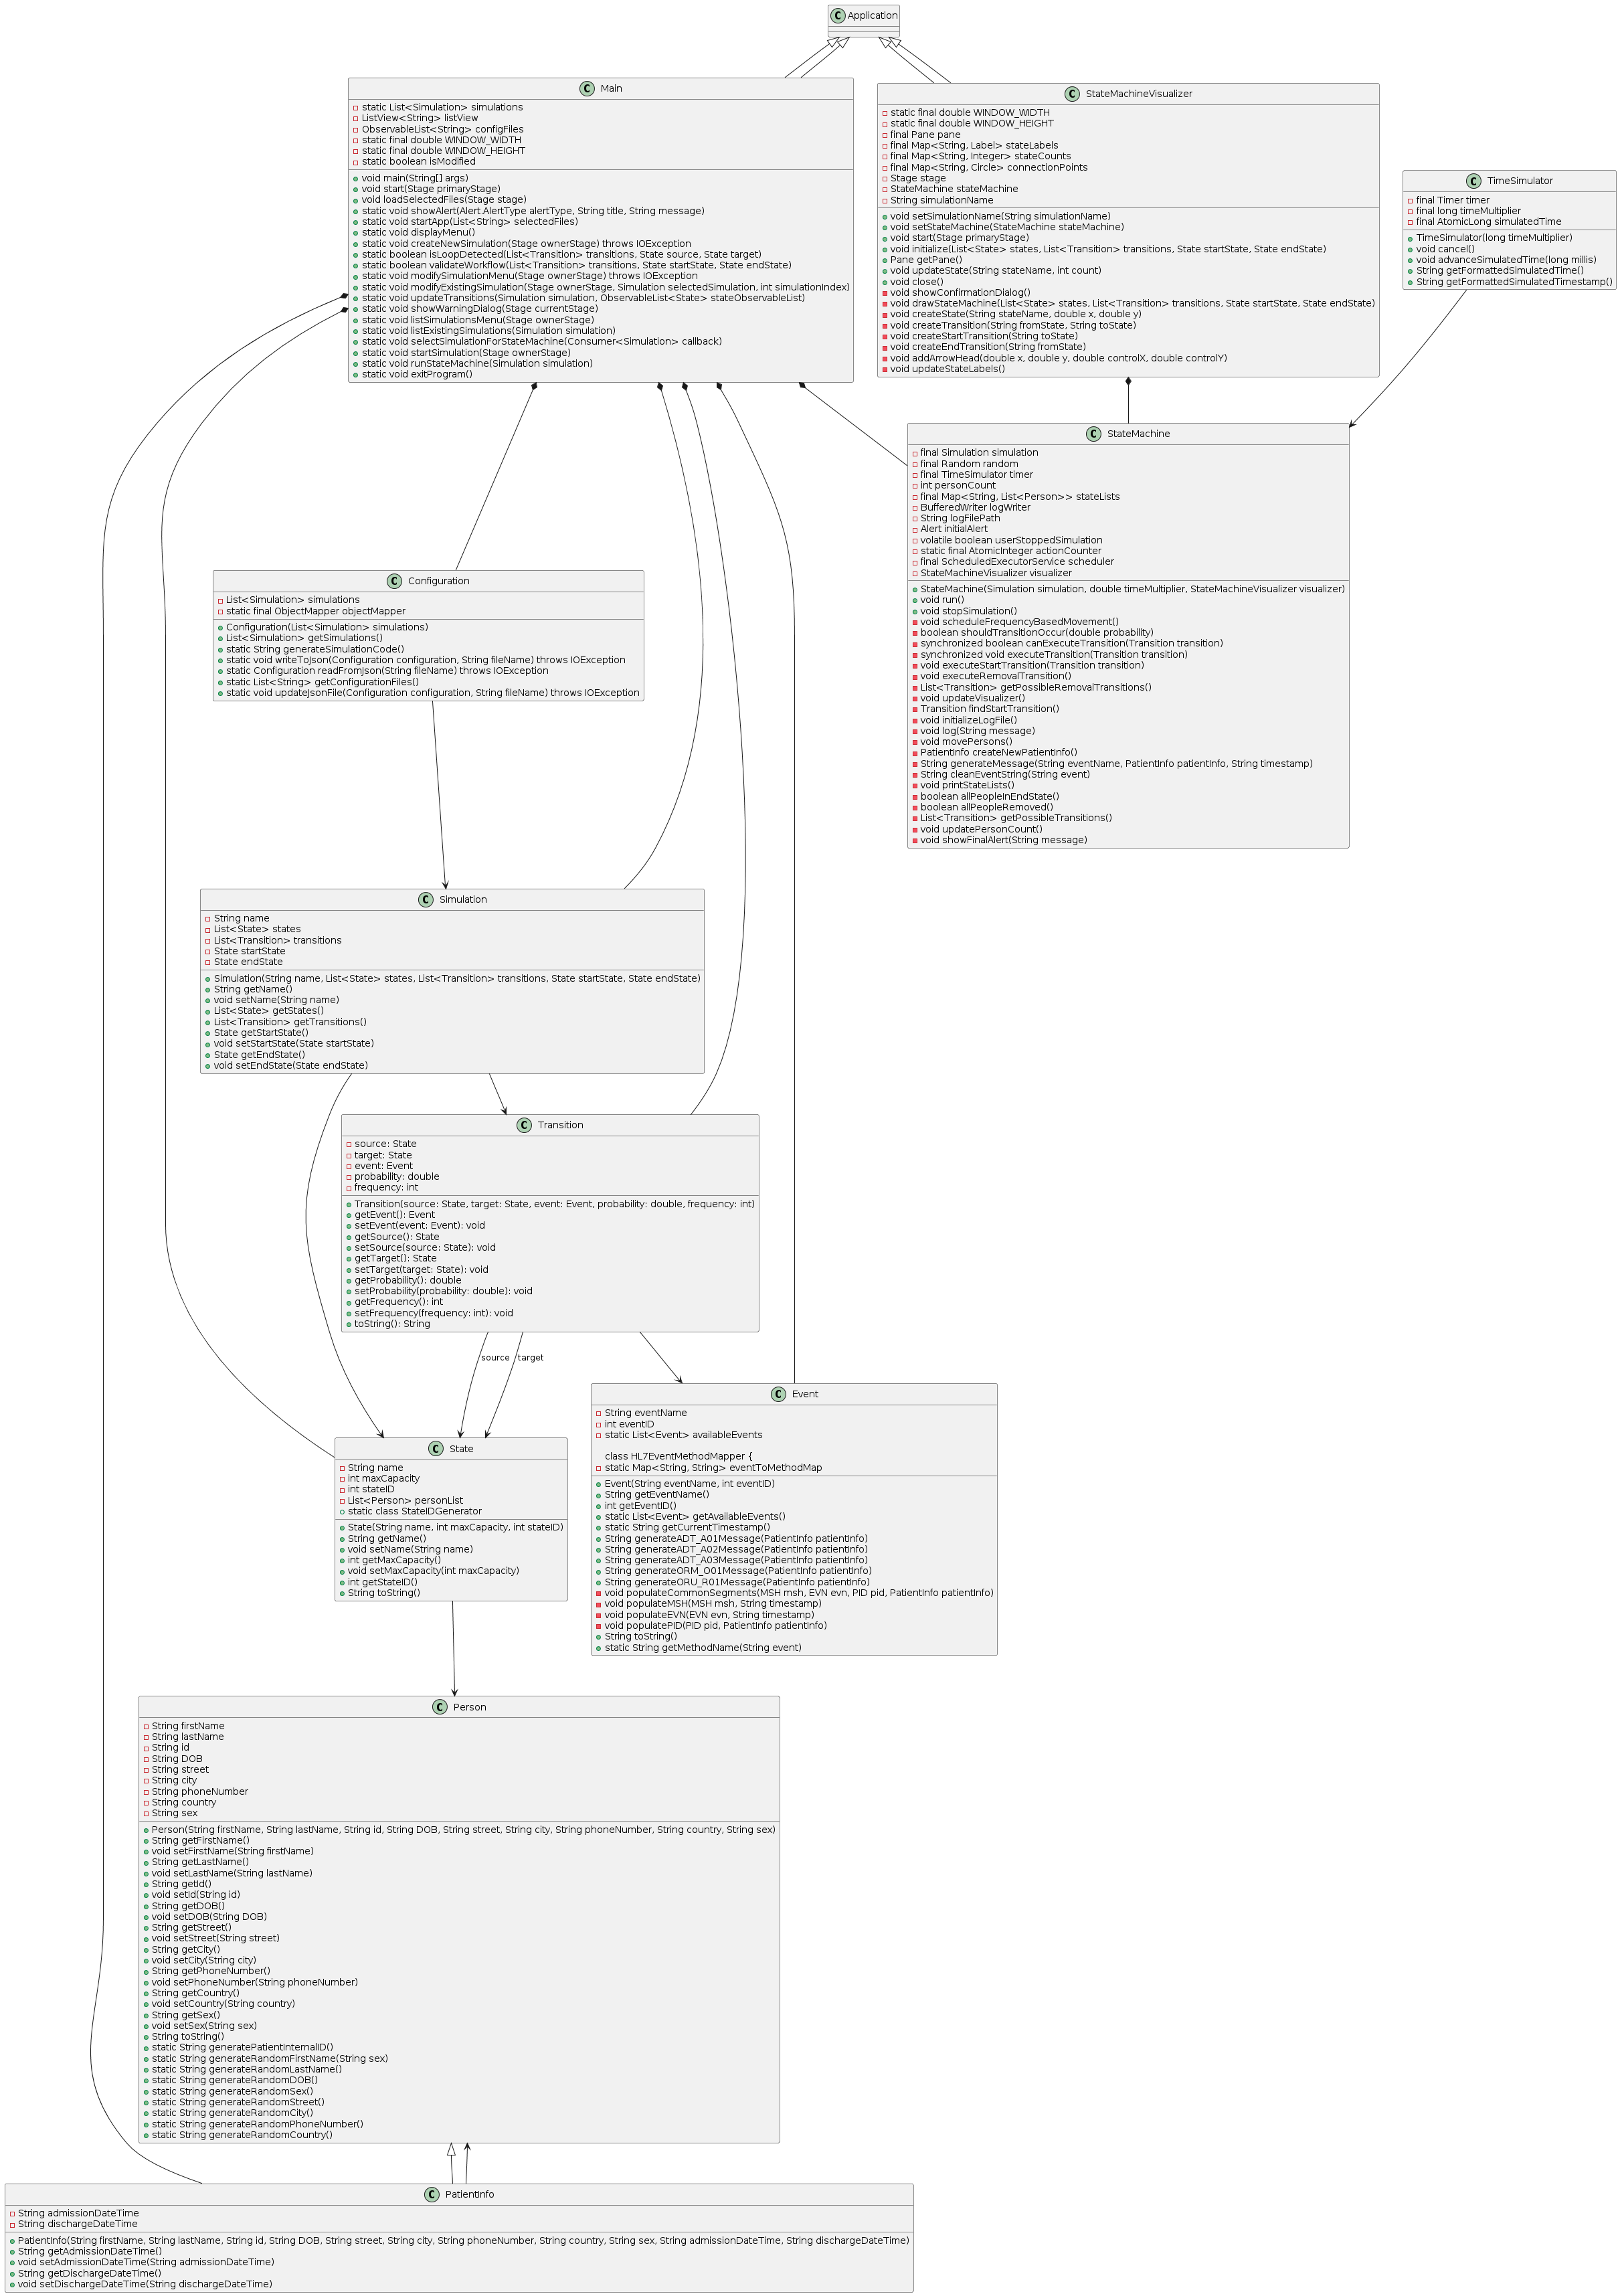 C Application
C Main
static List<Simulation> simulations
ListView<String> listView
ObservableList<String> configFiles
static final double WINDOW_WIDTH
static final double WINDOW_HEIGHT
static boolean isModified
void main(String[] args)
void start(Stage primaryStage)
void loadSelectedFiles(Stage stage)
static void showAlert(Alert.AlertType alertType, String title, String message)
static void startApp(List<String> selectedFiles)
static void displayMenu()
static void createNewSimulation(Stage ownerStage) throws IOException
static boolean isLoopDetected(List<Transition> transitions, State source, State target)
static boolean validateWorkflow(List<Transition> transitions, State startState, State endState)
static void modifySimulationMenu(Stage ownerStage) throws IOException
static void modifyExistingSimulation(Stage ownerStage, Simulation selectedSimulation, int simulationIndex)
static void updateTransitions(Simulation simulation, ObservableList<State> stateObservableList)
static void showWarningDialog(Stage currentStage)
static void listSimulationsMenu(Stage ownerStage)
static void listExistingSimulations(Simulation simulation)
static void selectSimulationForStateMachine(Consumer<Simulation> callback)
static void startSimulation(Stage ownerStage)
static void runStateMachine(Simulation simulation)
static void exitProgram()
C StateMachineVisualizer
static final double WINDOW_WIDTH
static final double WINDOW_HEIGHT
final Pane pane
final Map<String, Label> stateLabels
final Map<String, Integer> stateCounts
final Map<String, Circle> connectionPoints
Stage stage
StateMachine stateMachine
String simulationName
void setSimulationName(String simulationName)
void setStateMachine(StateMachine stateMachine)
void start(Stage primaryStage)
void initialize(List<State> states, List<Transition> transitions, State startState, State endState)
Pane getPane()
void updateState(String stateName, int count)
void close()
void showConfirmationDialog()
void drawStateMachine(List<State> states, List<Transition> transitions, State startState, State endState)
void createState(String stateName, double x, double y)
void createTransition(String fromState, String toState)
void createStartTransition(String toState)
void createEndTransition(String fromState)
void addArrowHead(double x, double y, double controlX, double controlY)
void updateStateLabels()
C TimeSimulator
final Timer timer
final long timeMultiplier
final AtomicLong simulatedTime
TimeSimulator(long timeMultiplier)
void cancel()
void advanceSimulatedTime(long millis)
String getFormattedSimulatedTime()
String getFormattedSimulatedTimestamp()
C StateMachine
final Simulation simulation
final Random random
final TimeSimulator timer
int personCount
final Map<String, List<Person>> stateLists
BufferedWriter logWriter
String logFilePath
Alert initialAlert
volatile boolean userStoppedSimulation
static final AtomicInteger actionCounter
final ScheduledExecutorService scheduler
StateMachineVisualizer visualizer
StateMachine(Simulation simulation, double timeMultiplier, StateMachineVisualizer visualizer)
void run()
void stopSimulation()
void scheduleFrequencyBasedMovement()
boolean shouldTransitionOccur(double probability)
synchronized boolean canExecuteTransition(Transition transition)
synchronized void executeTransition(Transition transition)
void executeStartTransition(Transition transition)
void executeRemovalTransition()
List<Transition> getPossibleRemovalTransitions()
void updateVisualizer()
Transition findStartTransition()
void initializeLogFile()
void log(String message)
void movePersons()
PatientInfo createNewPatientInfo()
String generateMessage(String eventName, PatientInfo patientInfo, String timestamp)
String cleanEventString(String event)
void printStateLists()
boolean allPeopleInEndState()
boolean allPeopleRemoved()
List<Transition> getPossibleTransitions()
void updatePersonCount()
void showFinalAlert(String message)
C Configuration
List<Simulation> simulations
static final ObjectMapper objectMapper
Configuration(List<Simulation> simulations)
List<Simulation> getSimulations()
static String generateSimulationCode()
static void writeToJson(Configuration configuration, String fileName) throws IOException
static Configuration readFromJson(String fileName) throws IOException
static List<String> getConfigurationFiles()
static void updateJsonFile(Configuration configuration, String fileName) throws IOException
C Simulation
String name
List<State> states
List<Transition> transitions
State startState
State endState
Simulation(String name, List<State> states, List<Transition> transitions, State startState, State endState)
String getName()
void setName(String name)
List<State> getStates()
List<Transition> getTransitions()
State getStartState()
void setStartState(State startState)
State getEndState()
void setEndState(State endState)
C Transition
source: State
target: State
event: Event
probability: double
frequency: int
Transition(source: State, target: State, event: Event, probability: double, frequency: int)
getEvent(): Event
setEvent(event: Event): void
getSource(): State
setSource(source: State): void
getTarget(): State
setTarget(target: State): void
getProbability(): double
setProbability(probability: double): void
getFrequency(): int
setFrequency(frequency: int): void
toString(): String
source
target
C State
String name
int maxCapacity
int stateID
List<Person> personList
static class StateIDGenerator
State(String name, int maxCapacity, int stateID)
String getName()
void setName(String name)
int getMaxCapacity()
void setMaxCapacity(int maxCapacity)
int getStateID()
String toString()
C Event
String eventName
int eventID
static List<Event> availableEvents
class HL7EventMethodMapper {
static Map<String, String> eventToMethodMap
Event(String eventName, int eventID)
String getEventName()
int getEventID()
static List<Event> getAvailableEvents()
static String getCurrentTimestamp()
String generateADT_A01Message(PatientInfo patientInfo)
String generateADT_A02Message(PatientInfo patientInfo)
String generateADT_A03Message(PatientInfo patientInfo)
String generateORM_O01Message(PatientInfo patientInfo)
String generateORU_R01Message(PatientInfo patientInfo)
void populateCommonSegments(MSH msh, EVN evn, PID pid, PatientInfo patientInfo)
void populateMSH(MSH msh, String timestamp)
void populateEVN(EVN evn, String timestamp)
void populatePID(PID pid, PatientInfo patientInfo)
String toString()
static String getMethodName(String event)
C Person
String firstName
String lastName
String id
String DOB
String street
String city
String phoneNumber
String country
String sex
Person(String firstName, String lastName, String id, String DOB, String street, String city, String phoneNumber, String country, String sex)
String getFirstName()
void setFirstName(String firstName)
String getLastName()
void setLastName(String lastName)
String getId()
void setId(String id)
String getDOB()
void setDOB(String DOB)
String getStreet()
void setStreet(String street)
String getCity()
void setCity(String city)
String getPhoneNumber()
void setPhoneNumber(String phoneNumber)
String getCountry()
void setCountry(String country)
String getSex()
void setSex(String sex)
String toString()
static String generatePatientInternalID()
static String generateRandomFirstName(String sex)
static String generateRandomLastName()
static String generateRandomDOB()
static String generateRandomSex()
static String generateRandomStreet()
static String generateRandomCity()
static String generateRandomPhoneNumber()
static String generateRandomCountry()
C PatientInfo
String admissionDateTime
String dischargeDateTime
PatientInfo(String firstName, String lastName, String id, String DOB, String street, String city, String phoneNumber, String country, String sex, String admissionDateTime, String dischargeDateTime)
String getAdmissionDateTime()
void setAdmissionDateTime(String admissionDateTime)
String getDischargeDateTime()
void setDischargeDateTime(String dischargeDateTime)